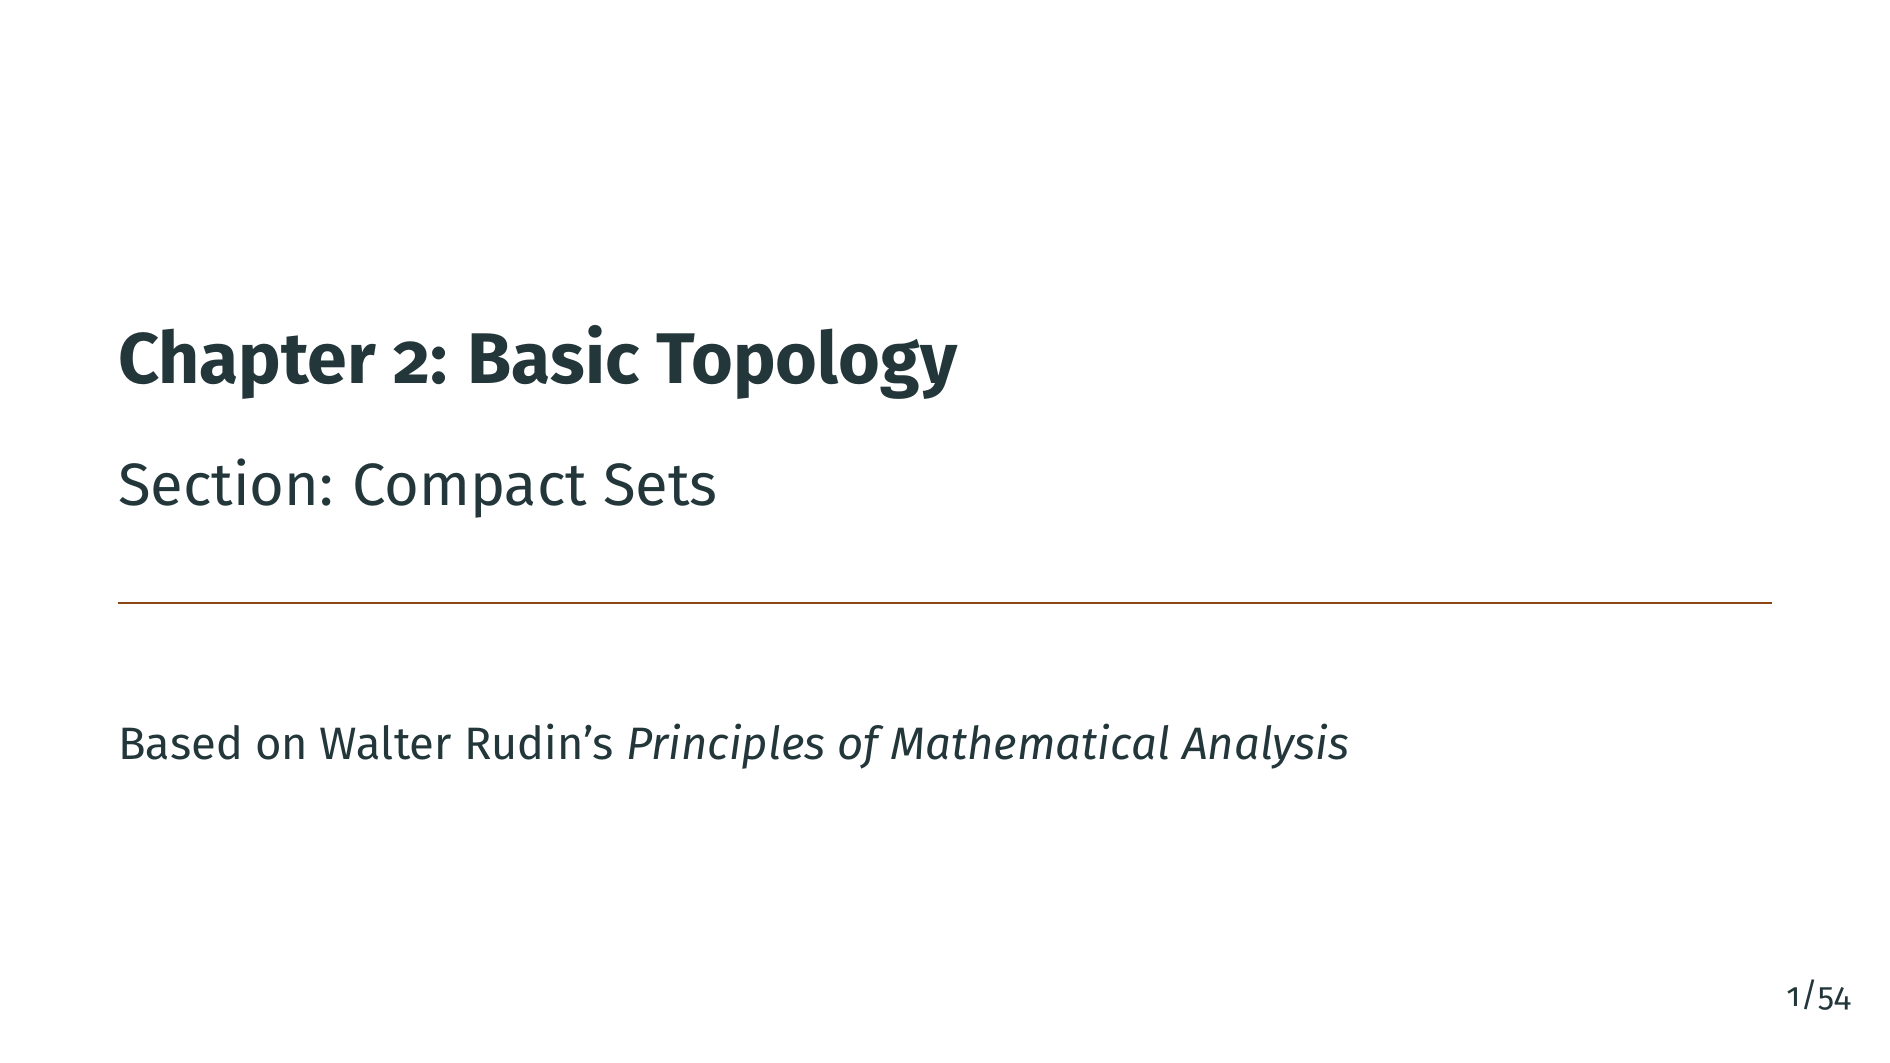 Chapter 2: Basic Topology
Section: Compact Sets
Based on Walter Rudin’s Principles of Mathematical Analysis
1/54